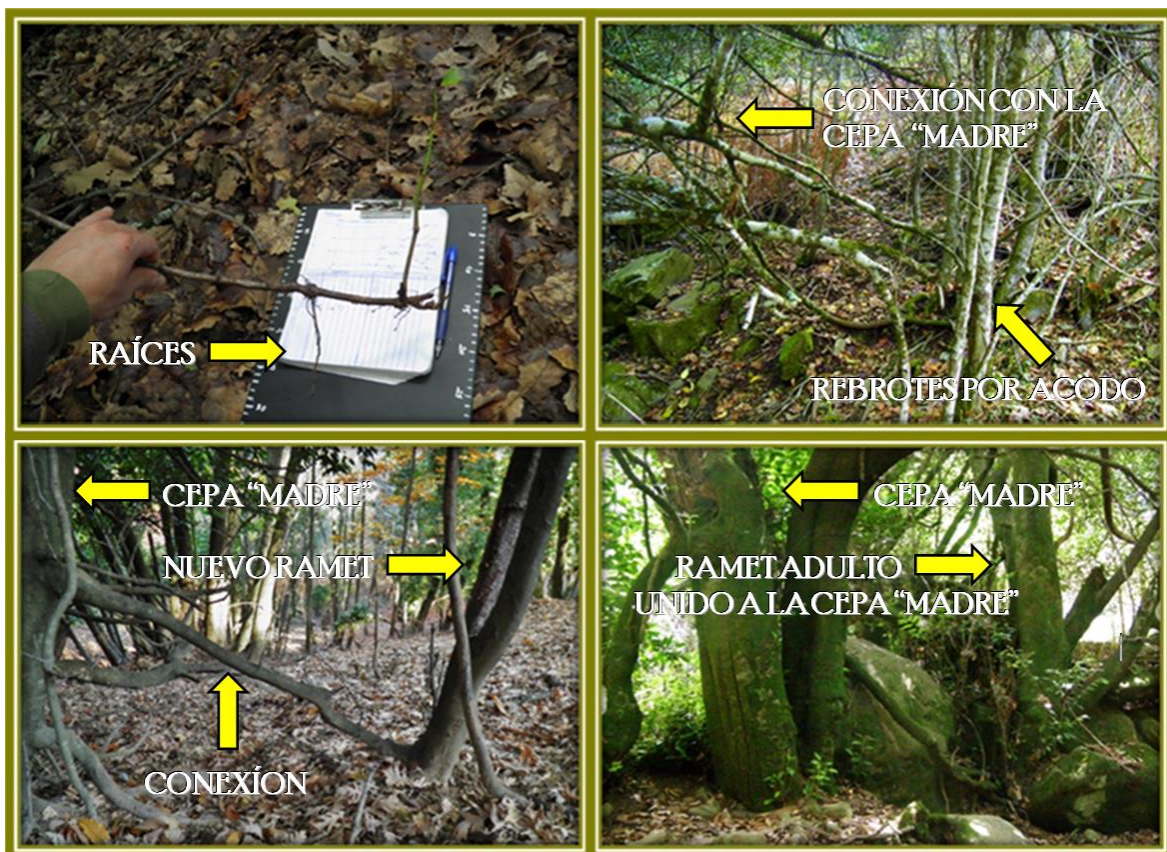 RAÍCES
CONEXIÓN CON LA
CEPA “MADRE”
REBROTES POR ACODO
CEPA “MADRE”
NUEVO RAMET
CONEXÍON
CEPA “MADRE”
RAMET ADULTO
UNIDO A LA CEPA “MADRE”